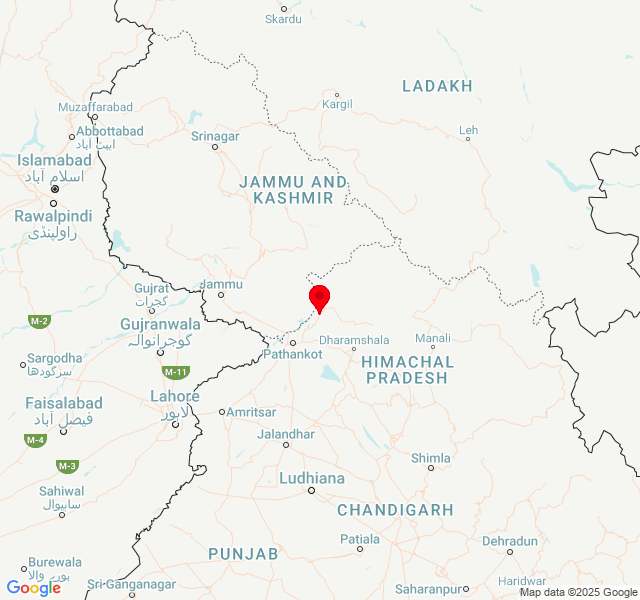 Skardu
LADAKH
Kargil
Muzaffarabad
Abbottabad
ایبٹ آباد
Srinagar
Leh
Islamabad
اسلام آباد
JAMMU AND
KASHMIR
Rawalpindi
راولپنڈی
Gujrat
گجرات
Jammu
M-2
Gujranwala
گوجرانوالہ
Pathankot
Dharamshala
Manali
HIMACHAL
PRADESH
Sargodha
سرگودھا
M-11
Lahore
لاہور
Faisalabad
فیصل آباد
Amritsar
M-4
Jalandhar
M-3
Shimla
Ludhiana
Sahiwal
ساہیوال
CHANDIGARH
Patiala
PUNJAB
Dehradun
Burewala
بورے والا
Sri Ganganagar
Saharanpur
Haridwar
Google
Map data ©2025 Google